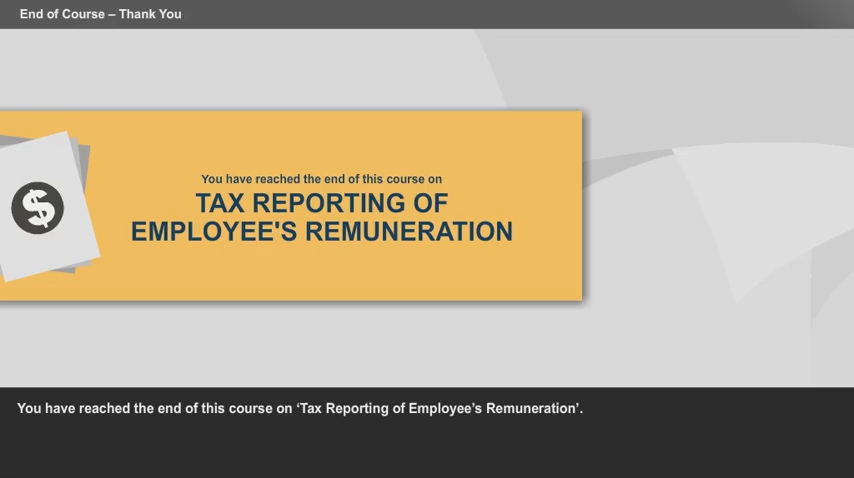 End of Course – Thank You
You have reached the end of this course on
TAX REPORTING OF
EMPLOYEE'S REMUNERATION
$
You have reached the end of this course on ‘Tax Reporting of Employee’s Remuneration’.